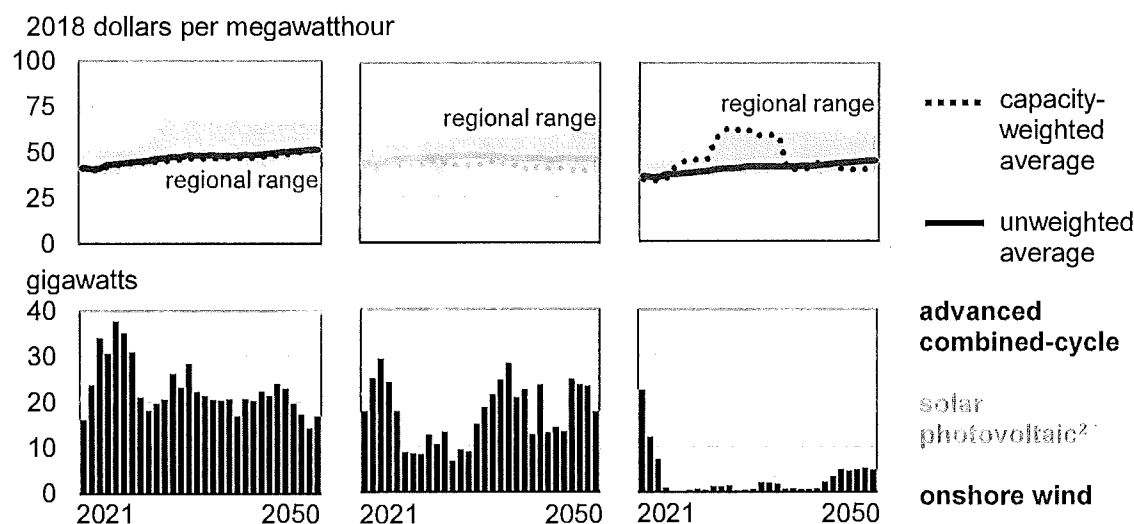 2018 dollars per megawatthour
100
75
50
25
0
regional range
regional range
regional range
capacity-
weighted
average
unweighted
average
gigawatts
40
30
20
10
0
2021 2050
2021 2050
2021 2050
advanced
combined-cycle
solar
photovoltaic²
onshore wind